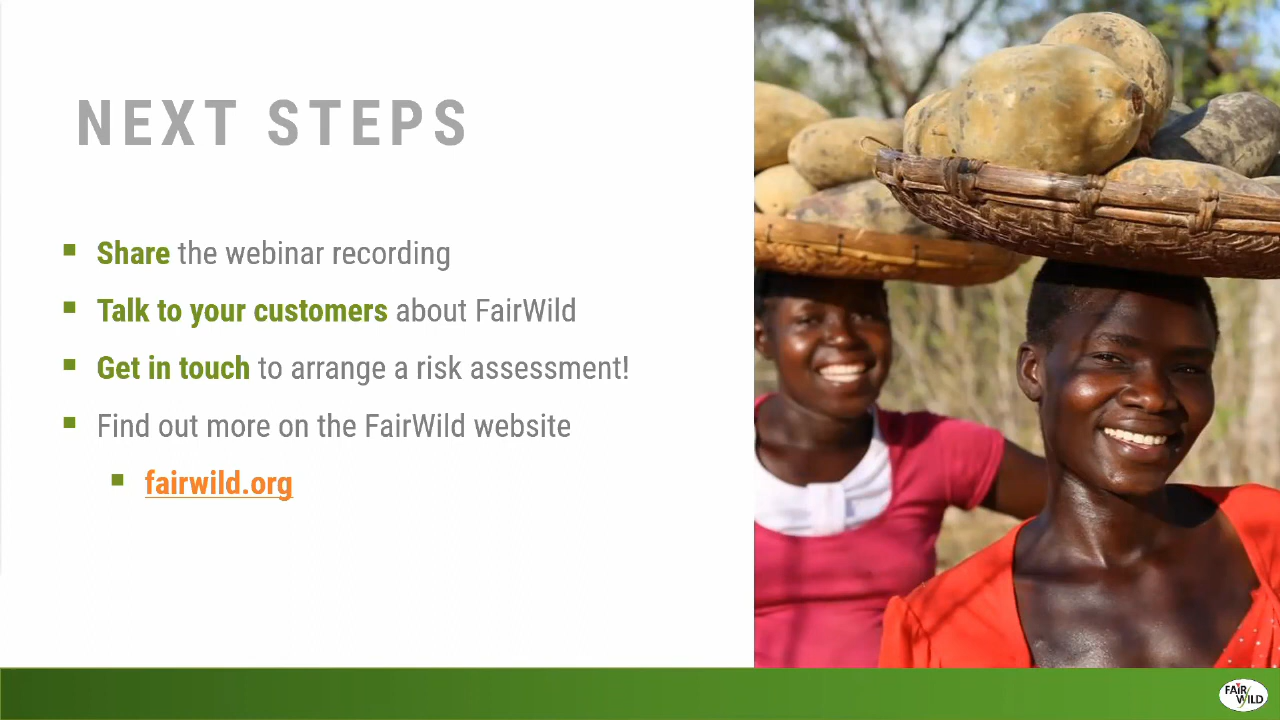 NEXT STEPS
Share the webinar recording
Talk to your customers about FairWild
Get in touch to arrange a risk assessment!
Find out more on the FairWild website
fairwild.org
FAIR
WILD